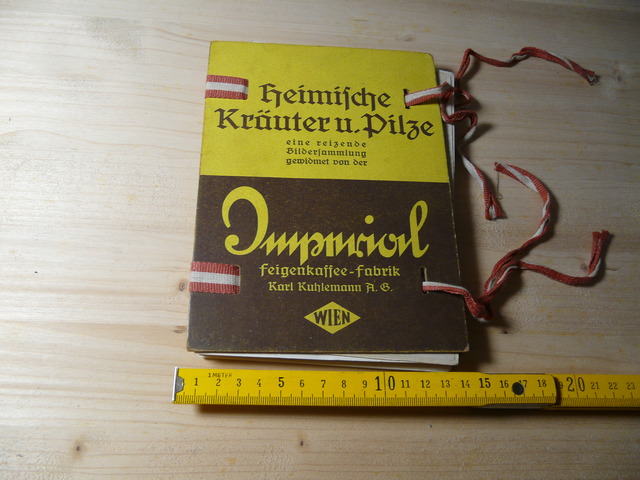 Heimische
Kräuter u. Pilze
eine reizende
Bildersammlung
gewidmet von der
Imperial
Feigenkaffee-Fabrik
Karl Kuhlemann A. G.
WIEN
1 METER
1 2 3 4 5 6 7 8 9 10 11 12 13 14 15 16 17 18 20 21 22 23